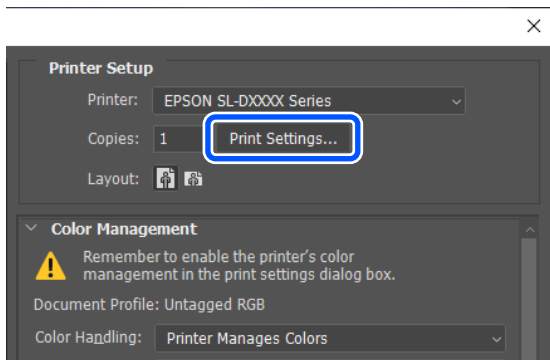 Printer Setup
Printer: EPSON SL-DXXXX Series
Copies: 1 Print Settings...
Layout:
Color Management
Remember to enable the printer's color
management in the print settings dialog box.
Document Profile: Untagged RGB
Color Handling: Printer Manages Colors